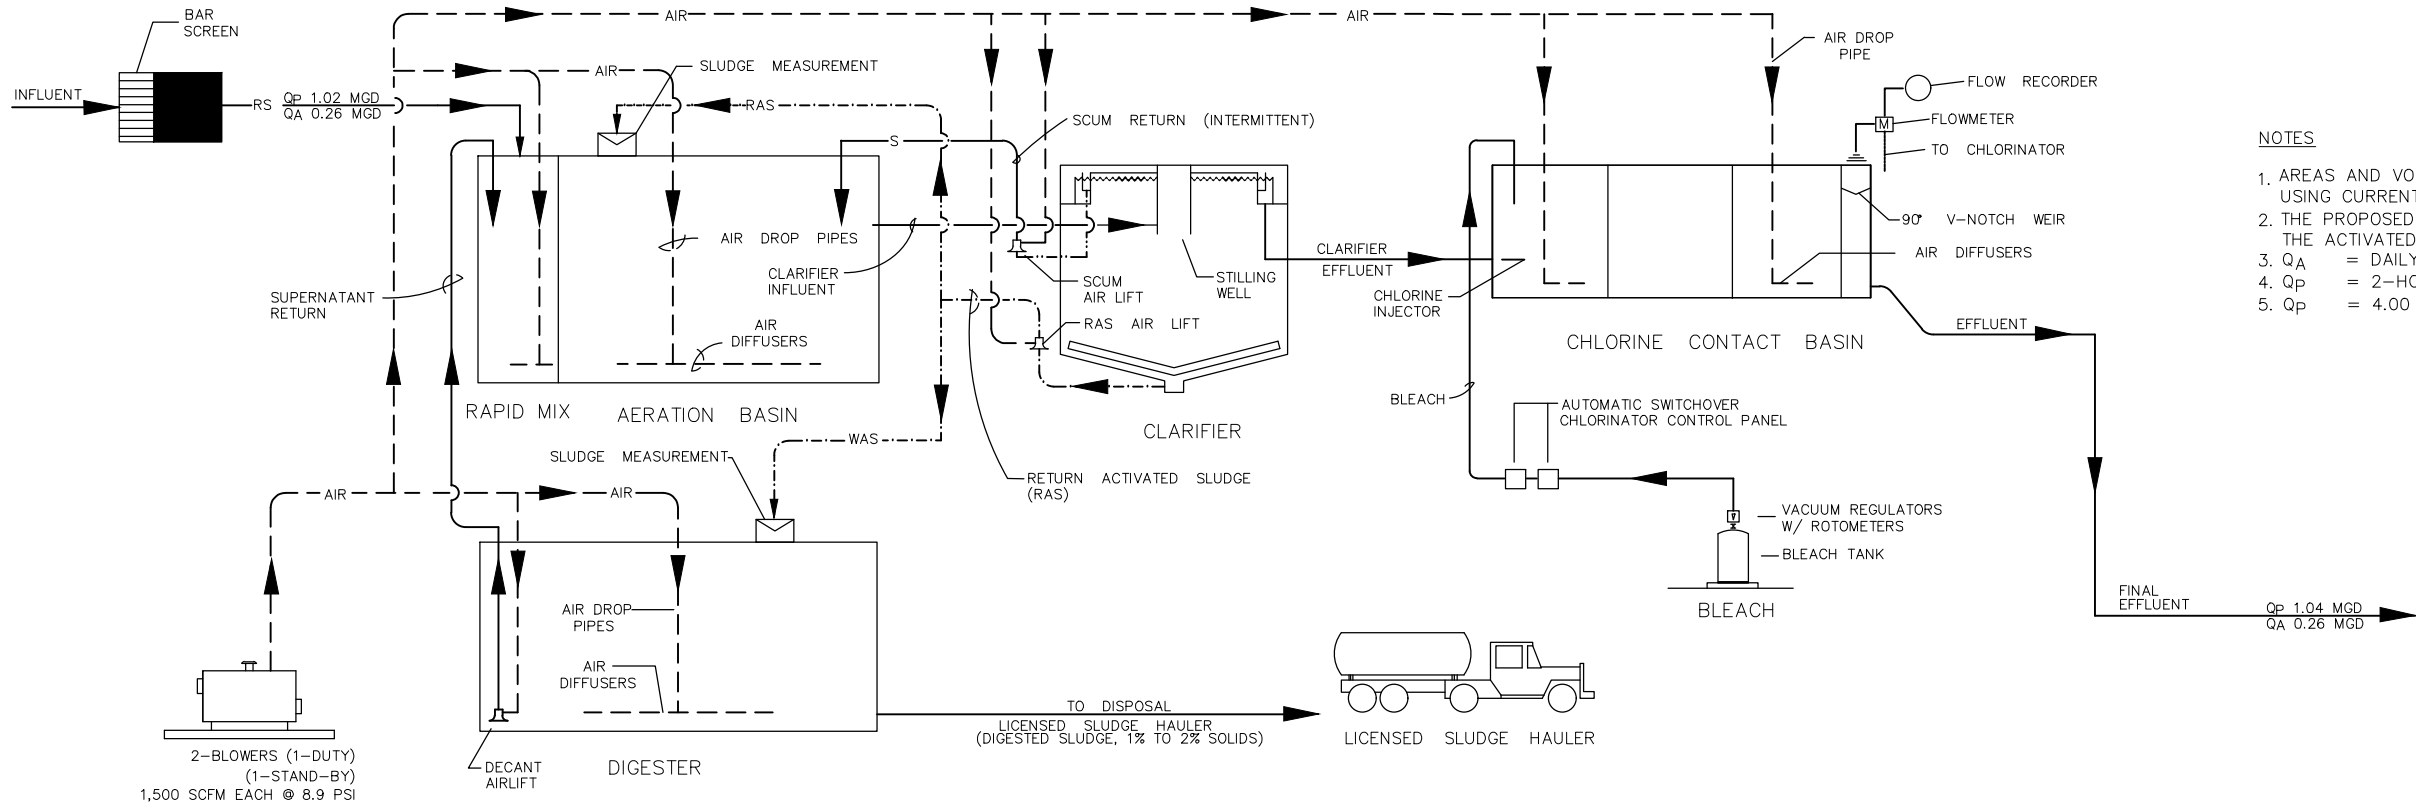 BAR
SCREEN
INFLUENT
RS
QP 1.02 MGD
QA 0.26 MGD
AIR
AIR
AIR
SLUDGE MEASUREMENT
RAS
S
SCUM RETURN (INTERMITTENT)
AIR DROP
PIPE
FLOW RECORDER
FLOWMETER
M
TO CHLORINATOR
90° V-NOTCH WEIR
AIR DIFFUSERS
NOTES
1. AREAS AND VO
USING CURRENT
2. THE PROPOSED
THE ACTIVATED
3. QA = DAILY
4. QP = 2-HO
5. QP = 4.00
AIR DROP PIPES
CLARIFIER
INFLUENT
SUPERNATANT
RETURN
AIR
DIFFUSERS
SCUM
AIR LIFT
RAS AIR LIFT
STILLING
WELL
CLARIFIER
EFFLUENT
CHLORINE
INJECTOR
EFFLUENT
CHLORINE CONTACT BASIN
RAPID MIX
AERATION BASIN
CLARIFIER
BLEACH
AUTOMATIC SWITCHOVER
CHLORINATOR CONTROL PANEL
WAS
SLUDGE MEASUREMENT
RETURN ACTIVATED SLUDGE
(RAS)
AIR
AIR
VACUUM REGULATORS
W/ ROTOMETERS
BLEACH TANK
BLEACH
FINAL
EFFLUENT
QP 1.04 MGD
QA 0.26 MGD
AIR DROP
PIPES
AIR
DIFFUSERS
TO DISPOSAL
LICENSED SLUDGE HAULER
(DIGESTED SLUDGE, 1% TO 2% SOLIDS)
LICENSED SLUDGE HAULER
2-BLOWERS (1-DUTY)
(1-STAND-BY)
1,500 SCFM EACH @ 8.9 PSI
DECANT
AIRLIFT
DIGESTER